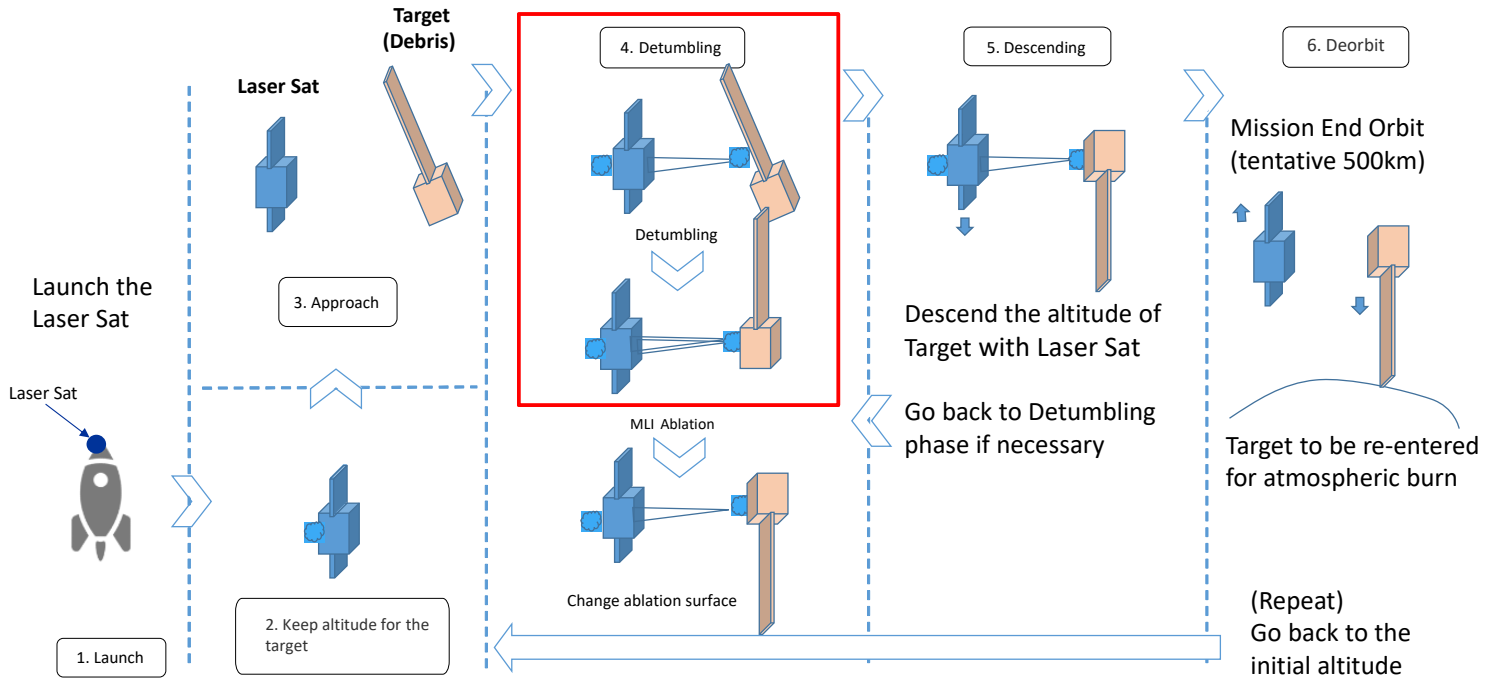 Launch the
Laser Sat
Laser Sat
1. Launch
2. Keep altitude for the
target
3. Approach
Laser Sat
Target
(Debris)
4. Detumbling
Detumbling
MLI Ablation
Change ablation surface
5. Descending
Descend the altitude of
Target with Laser Sat
Go back to Detumbling
phase if necessary
6. Deorbit
Mission End Orbit
(tentative 500km)
Target to be re-entered
for atmospheric burn
(Repeat)
Go back to the
initial altitude